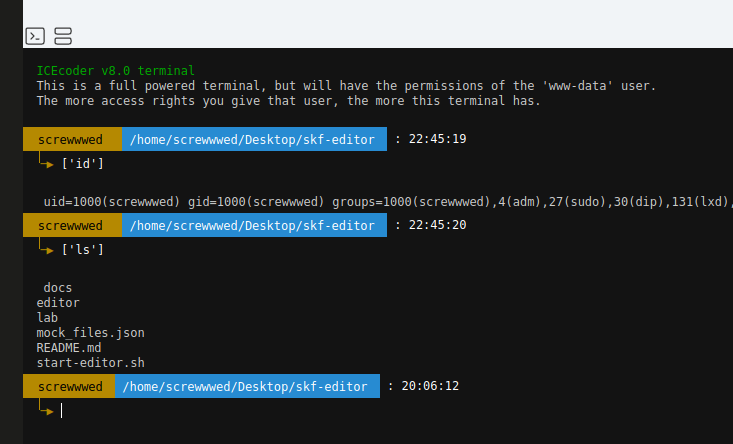 ICEcoder v8.0 terminal
This is a full powered terminal, but will have the permissions of the 'www-data' user.
The more access rights you give that user, the more this terminal has.
screwwwed /home/screwwwed/Desktop/skf-editor : 22:45:19
['id']
uid=1000(screwwwed) gid=1000(screwwwed) groups=1000(screwwwed),4(adm),27(sudo),30(dip),131(lxd),
screwwwed /home/screwwwed/Desktop/skf-editor : 22:45:20
['ls']
docs
editor
lab
mock_files.json
README.md
start-editor.sh
screwwwed /home/screwwwed/Desktop/skf-editor : 20:06:12